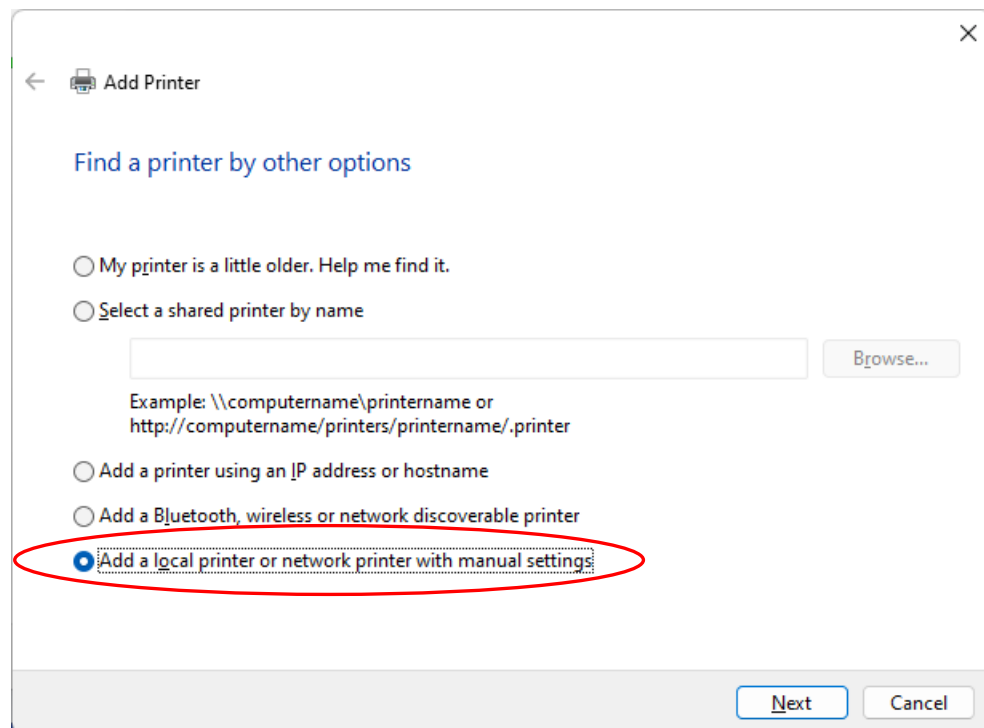 Add Printer
Find a printer by other options
My printer is a little older. Help me find it.
Select a shared printer by name
Browse...
Example: \\computername\printername or
http://computername/printers/printername/.printer
Add a printer using an IP address or hostname
Add a Bluetooth, wireless or network discoverable printer
Add a local printer or network printer with manual settings
Next Cancel